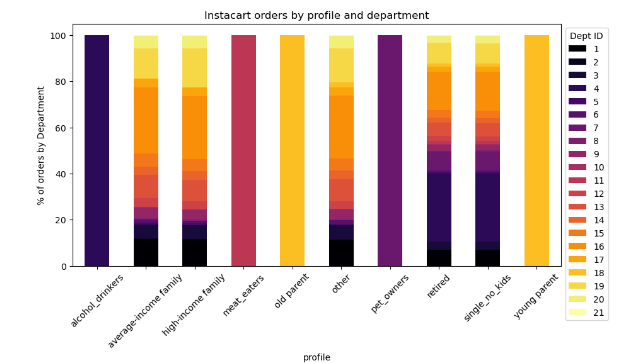 Instacart orders by profile and department
% of orders by Department
100
80
60
40
20
0
alcohol_drinkers
average-income family
high-income family
meat_eaters
old parent
other
pet_owners
retired
single_no_kids
young parent
profile
Dept ID
1
2
3
4
5
6
7
8
9
10
11
12
13
14
15
16
17
18
19
20
21